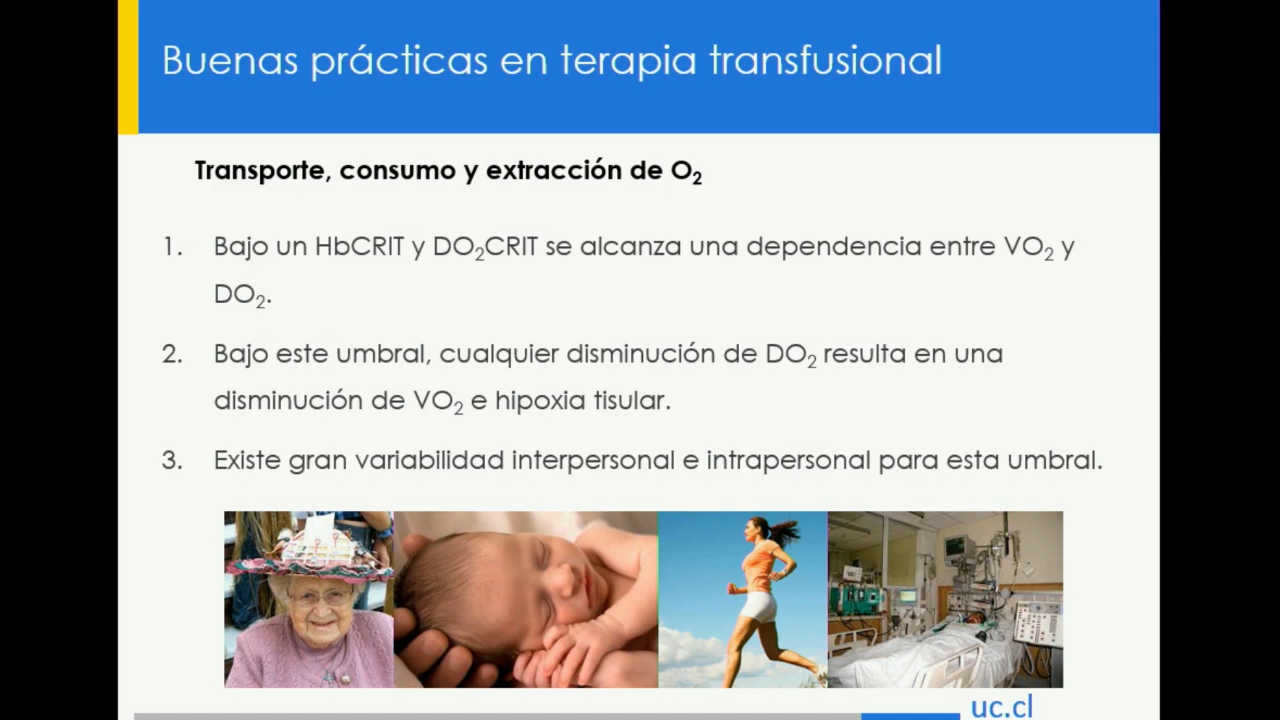 Buenas prácticas en terapia transfusional
Transporte, consumo y extracción de O₂
1. Bajo un HbCRIT y DO₂CRIT se alcanza una dependencia entre VO₂ y
DO₂.
2. Bajo este umbral, cualquier disminución de DO₂ resulta en una
disminución de VO₂ e hipoxia tisular.
3. Existe gran variabilidad interpersonal e intrapersonal para esta umbral.
uc.cl